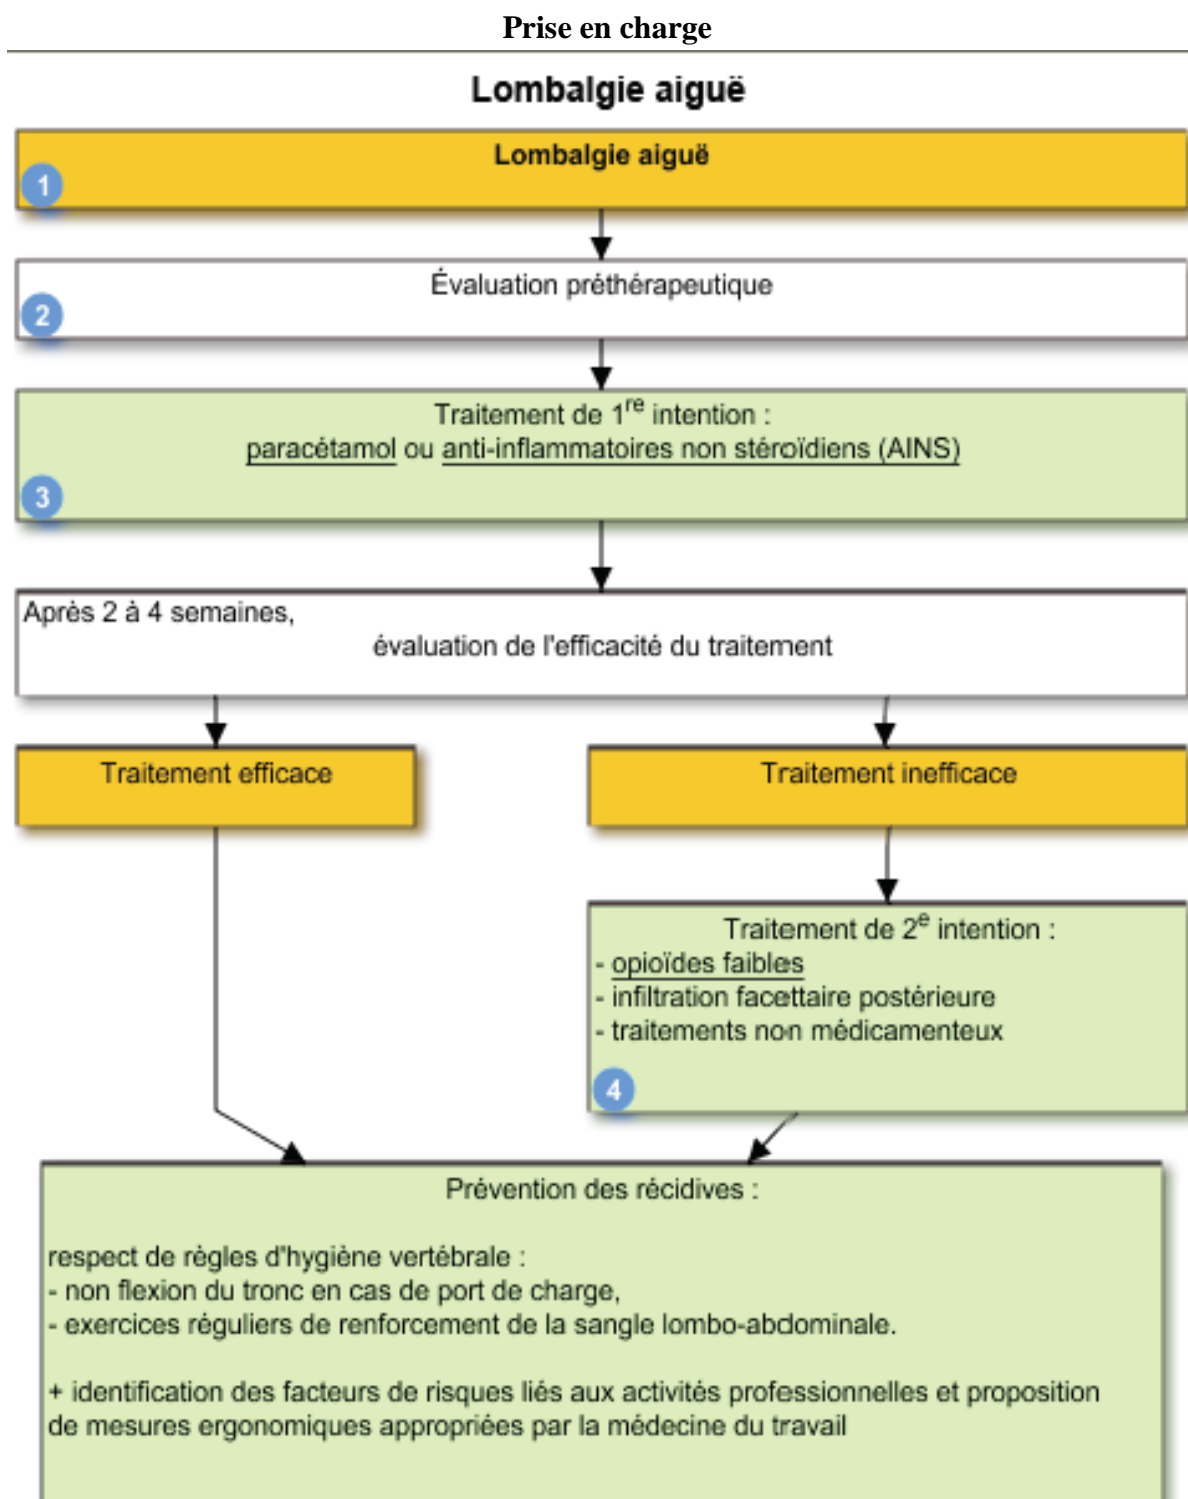 Prise en charge
Lombalgie aiguë
Lombalgie aiguë
1
Évaluation préthérapeutique
2
Traitement de 1re intention :
paracétamol ou anti-inflammatoires non stéroïdiens (AINS)
3
Après 2 à 4 semaines,
évaluation de l'efficacité du traitement
Traitement efficace
Traitement inefficace
Traitement de 2e intention :
- opioïdes faibles
- infiltration facettaire postérieure
- traitements non médicamenteux
4
Prévention des récidives :
respect de règles d'hygiène vertébrale :
- non flexion du tronc en cas de port de charge,
- exercices réguliers de renforcement de la sangle lombo-abdominale.
+ identification des facteurs de risques liés aux activités professionnelles et proposition
de mesures ergonomiques appropriées par la médecine du travail